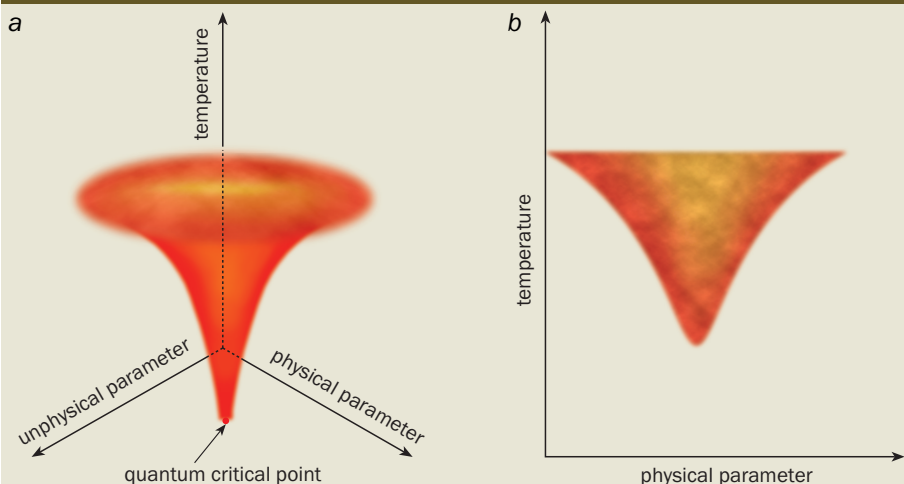 a
temperature
unphysical parameter
physical parameter
quantum critical point
b
temperature
physical parameter